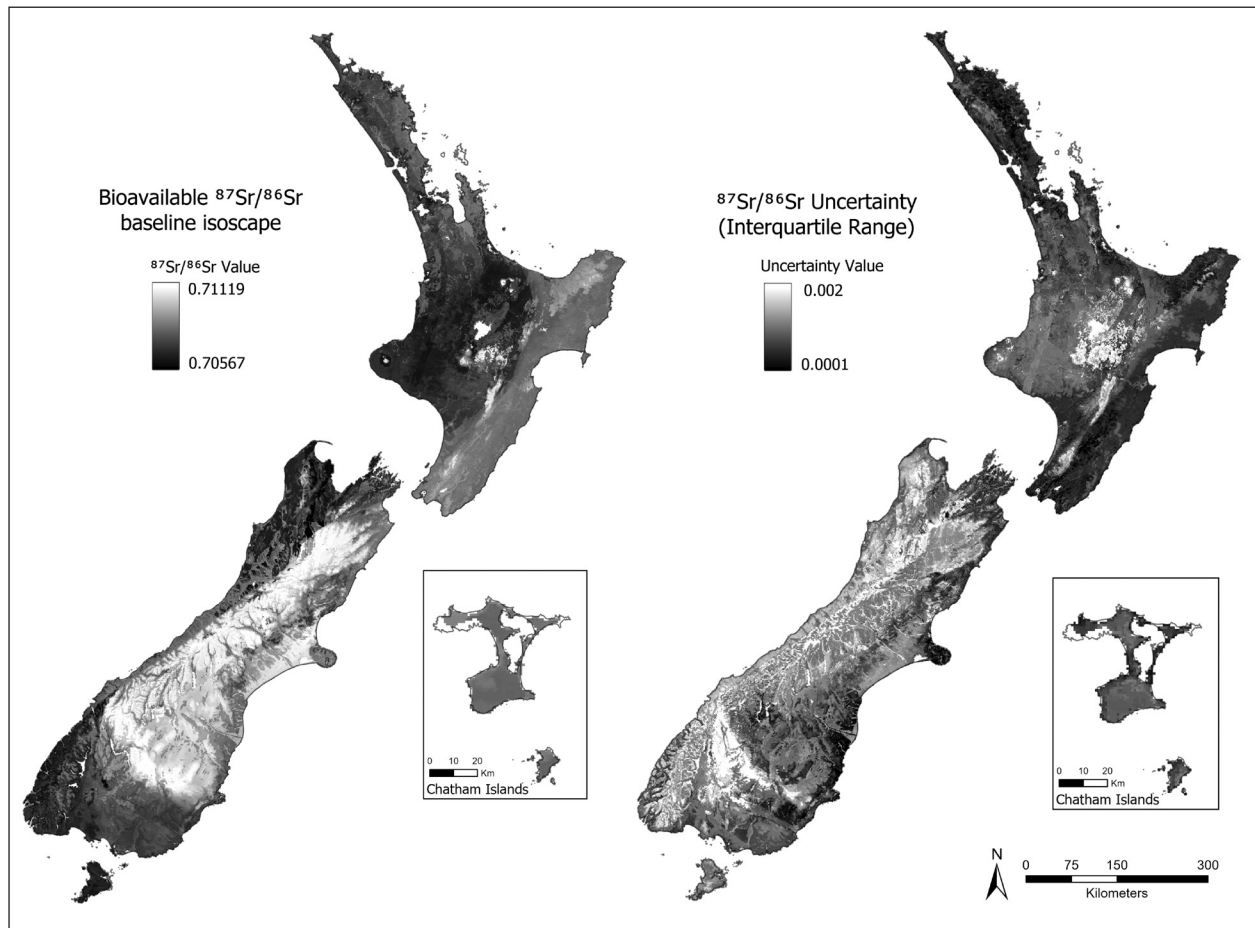 Bioavailable ⁸⁷Sr/⁸⁶Sr
baseline isoscape
⁸⁷Sr/⁸⁶Sr Value
0.71119
0.70567
⁸⁷Sr/⁸⁶Sr Uncertainty
(Interquartile Range)
Uncertainty Value
0.002
0.0001
0 10 20
Km
Chatham Islands
0 10 20
Km
Chatham Islands
N
0 75 150 300
Kilometers